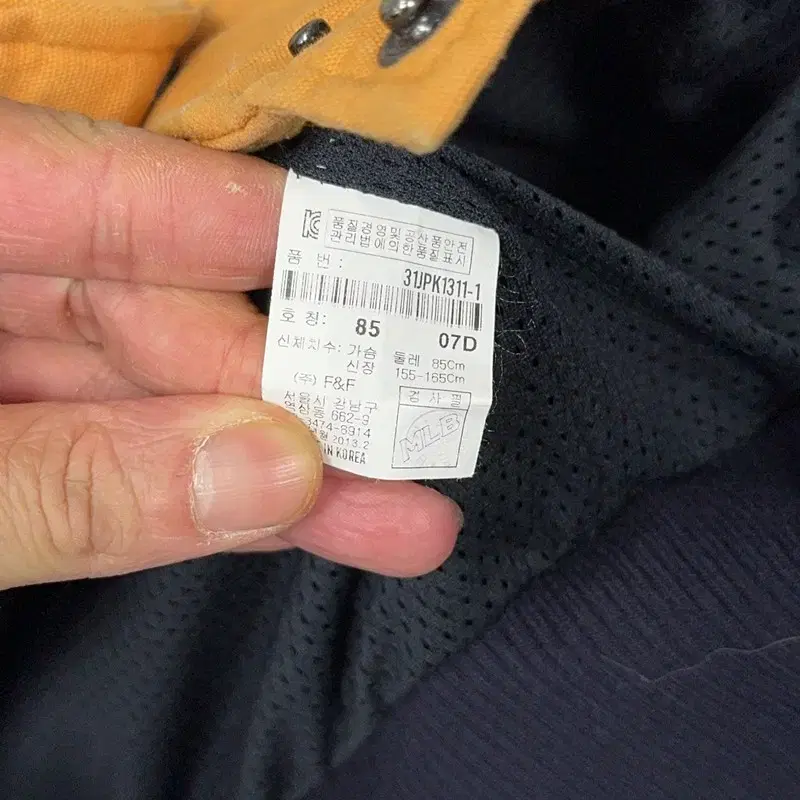 품질경영및공산품안전
관리법에의한품질표시
품 번 :
31JPK1311-1
호 칭: 85 07D
신체치수: 가슴 둘레 85Cm
신장 155-165Cm
(주) F&F
서울시 강남구
662-9
474-8914
2013.2
IN KOREA
검 사 필
MLB